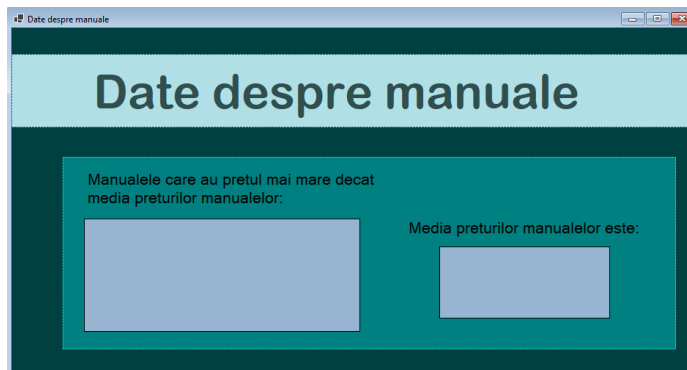 Date despre manuale
Date despre manuale
Manualele care au pretul mai mare decat
media preturilor manualelor:
Media preturilor manualelor este: